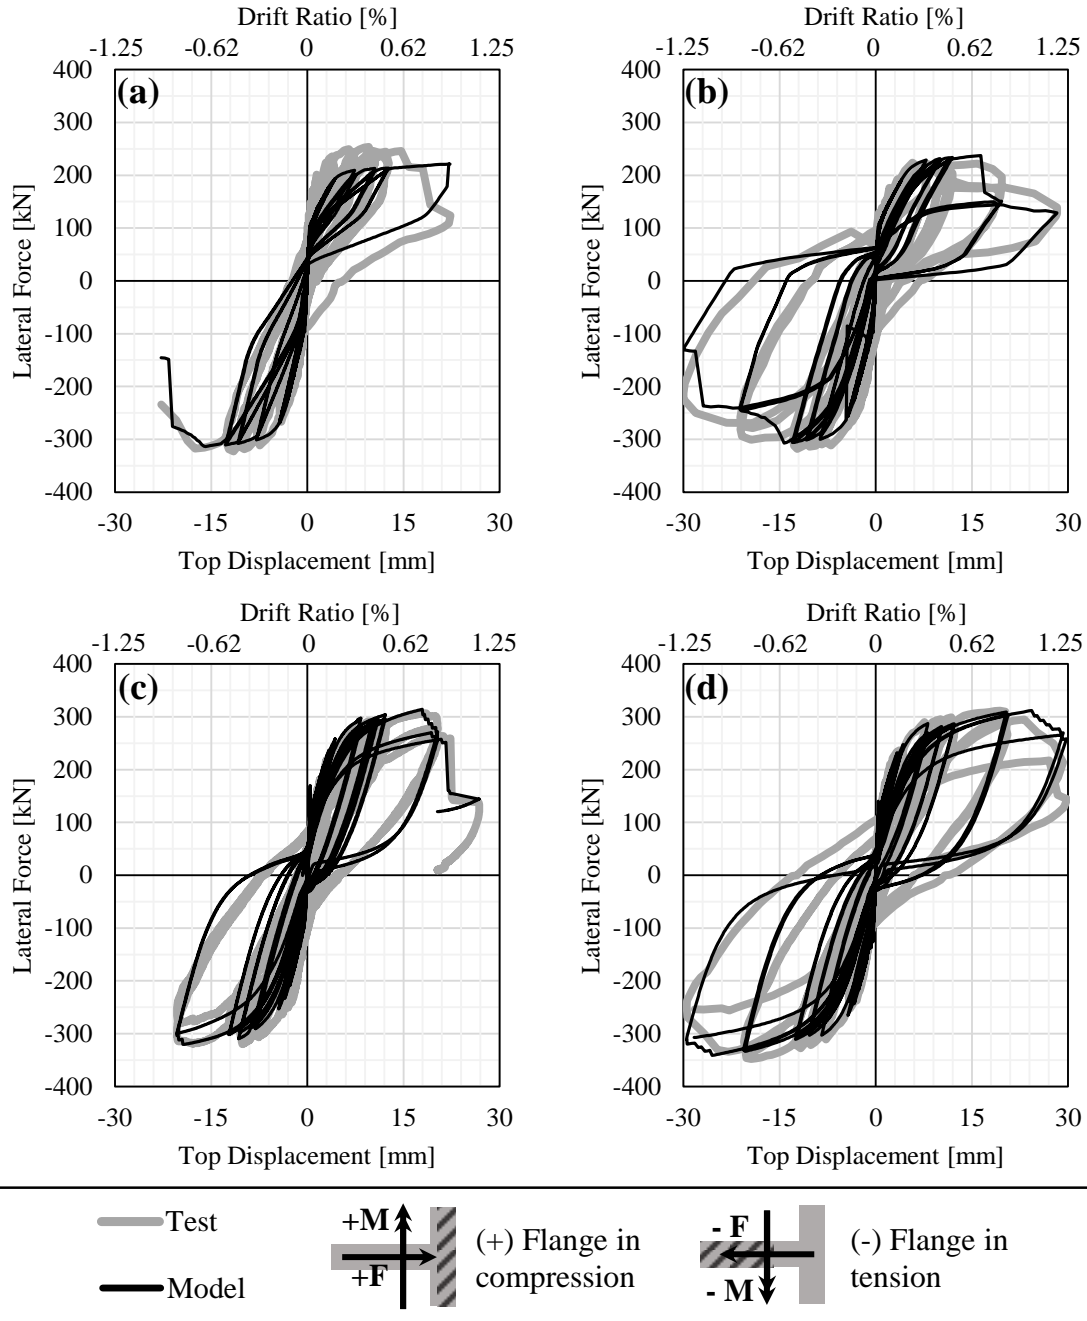 Drift Ratio [%]
-1.25 -0.62 0 0.62 1.25
400
300
200
100
0
-100
-200
-300
-400
(a)
Lateral Force [kN]
-30 -15 0 15 30
Top Displacement [mm]
Drift Ratio [%]
-1.25 -0.62 0 0.62 1.25
400
300
200
100
0
-100
-200
-300
-400
(b)
Lateral Force [kN]
-30 -15 0 15 30
Top Displacement [mm]
Drift Ratio [%]
-1.25 -0.62 0 0.62 1.25
400
300
200
100
0
-100
-200
-300
-400
(c)
Lateral Force [kN]
-30 -15 0 15 30
Top Displacement [mm]
Drift Ratio [%]
-1.25 -0.62 0 0.62 1.25
400
300
200
100
0
-100
-200
-300
-400
(d)
Lateral Force [kN]
-30 -15 0 15 30
Top Displacement [mm]
Test
Model
+M
+F
(+) Flange in
compression
- F
- M
(-) Flange in
tension